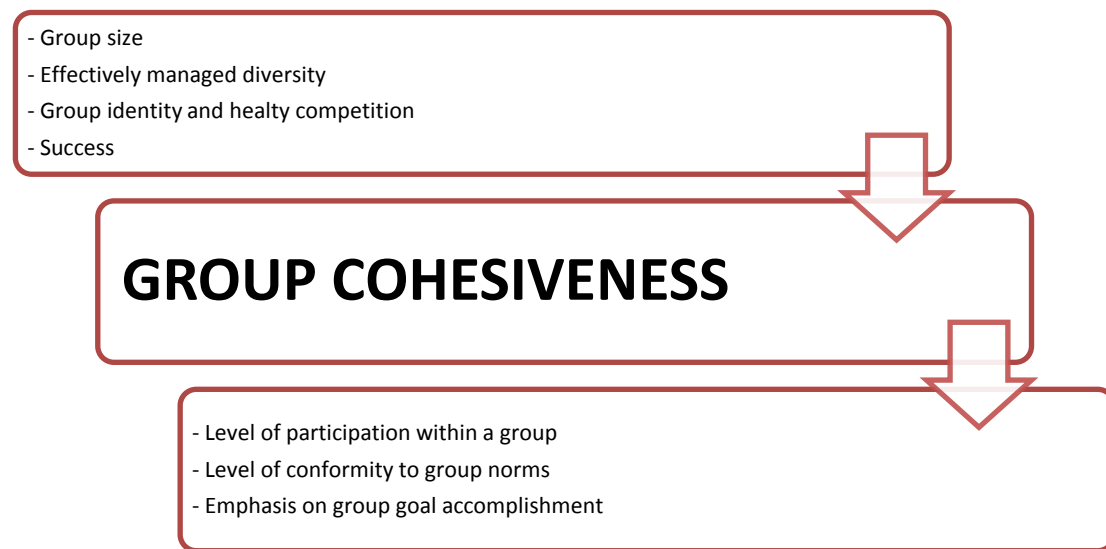 - Group size
- Effectively managed diversity
- Group identity and healty competition
- Success
GROUP COHESIVENESS
- Level of participation within a group
- Level of conformity to group norms
- Emphasis on group goal accomplishment